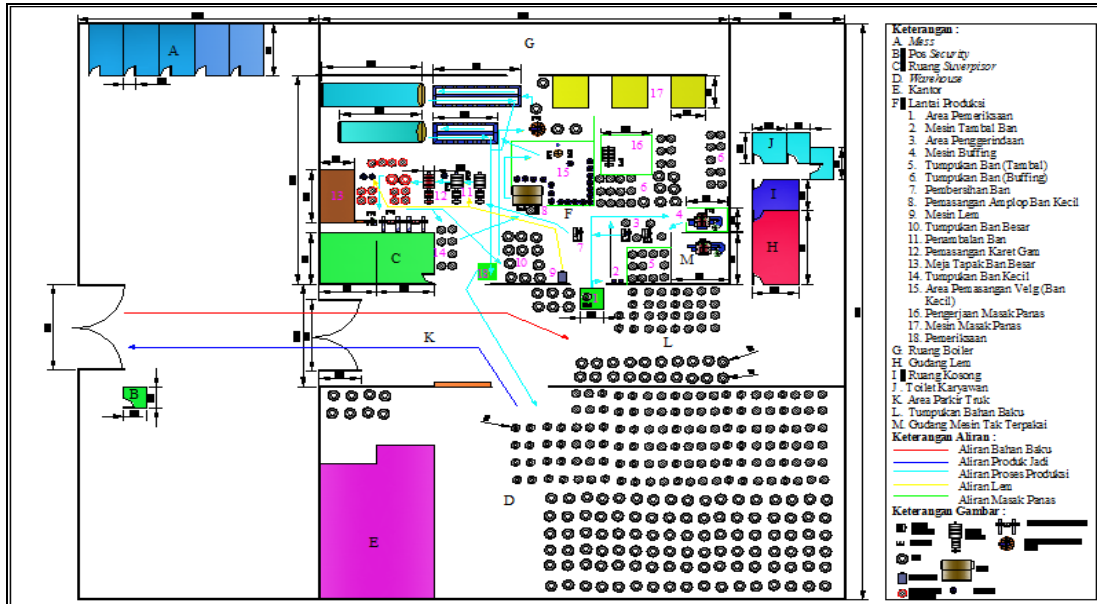 G
A
17
16
J
15
6
6
12
11
13
I
8
F
4
3
7
H
C
14
M
18
10
9
2
5
1
K
L
B
D
E
Keterangan :
A. Mess
B Pos Security
C Ruang Suverpisor
D. Warehouse
E. Kantor
F Lantai Produksi
1. Area Pemeriksaan
2. Mesin Tambal Ban
3. Area Penggerindaan
4. Mesin Buffing
5. Tumpukan Ban (Tambal)
6. Tumpukan Ban (Buffing)
7. Pembersihan Ban
8. Pemasangan Amplop Ban Kecil
9. Mesin Lem
10. Tumpukan Ban Besar
11. Penambalan Ban
12. Pemasangan Karet Gam
13. Meja Tapak Ban Besar
14. Tumpukan Ban Kecil
15. Area Pemasangan Velg (Ban
Kecil)
16. Pengerjaan Masak Panas
17. Mesin Masak Panas
18. Pemeriksaan
G. Ruang Boiler
H. Gudang Lem
I Ruang Kosong
J . Toilet Karyawan
K. Area Parkir Truk
L. Tumpukan Bahan Baku
M. Gudang Mesin Tak Terpakai
Keterangan Aliran :
Aliran Bahan Baku
Aliran Produk Jadi
Aliran Proses Produksi
Aliran Lem
Aliran Masak Panas
Keterangan Gambar :